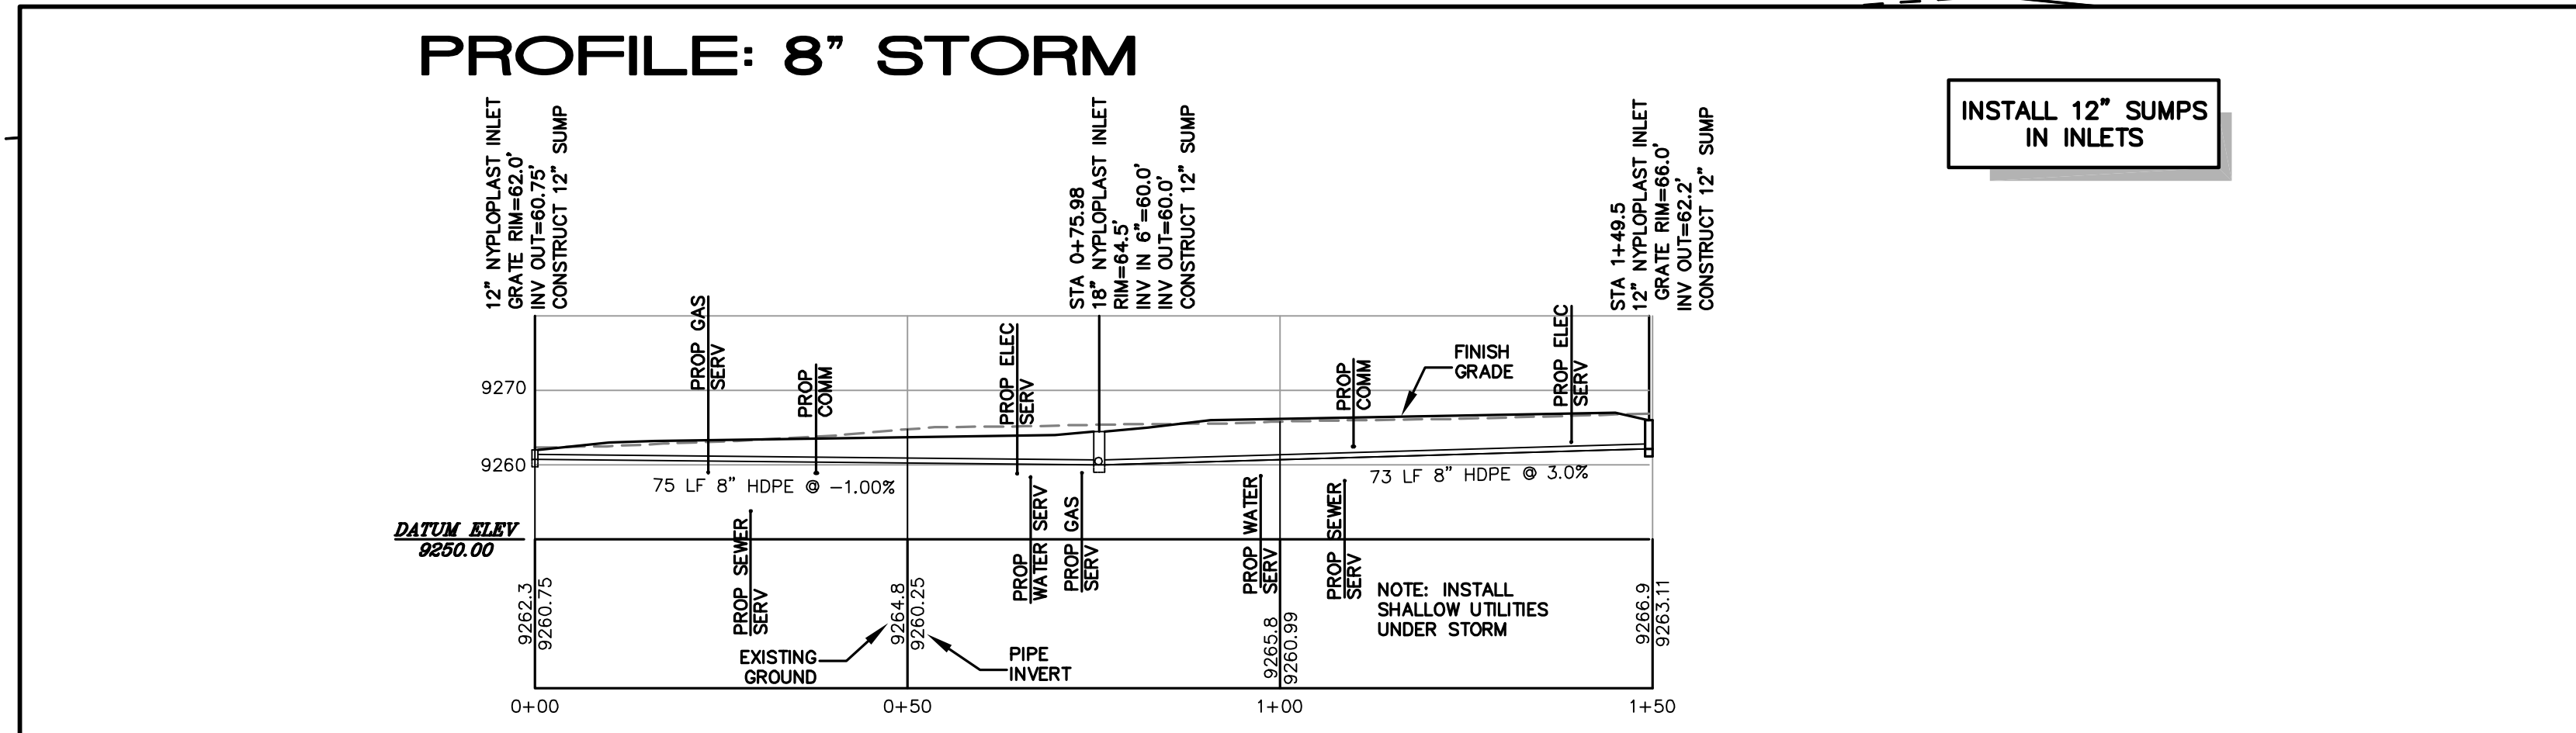 PROFILE: 8" STORM
INSTALL 12" SUMPS
IN INLETS
12" NYPLOPLAST INLET
GRATE RIM=62.0'
INV OUT=60.75'
CONSTRUCT 12" SUMP
STA 0+75.98
18" NYPLOPLAST INLET
RIM=64.5'
INV IN 6"=60.0'
INV OUT=60.0'
CONSTRUCT 12" SUMP
STA 1+49.5
12" NYPLOPLAST INLET
GRATE RIM=66.0'
INV OUT=62.2'
CONSTRUCT 12" SUMP
PROP GAS
SERV
PROP
COMM
PROP ELEC
SERV
PROP
COMM
FINISH
GRADE
PROP ELEC
SERV
9270
9260
75 LF 8" HDPE @ -1.00%
73 LF 8" HDPE @ 3.0%
DATUM ELEV
9250.00
PROP SEWER
SERV
PROP
WATER SERV
PROP GAS
SERV
PROP WATER
SERV
PROP SEWER
SERV
NOTE: INSTALL
SHALLOW UTILITIES
UNDER STORM
9262.3
9260.75
9264.8
9260.25
9265.8
9260.99
9266.9
9263.11
EXISTING
GROUND
PIPE
INVERT
0+00
0+50
1+00
1+50